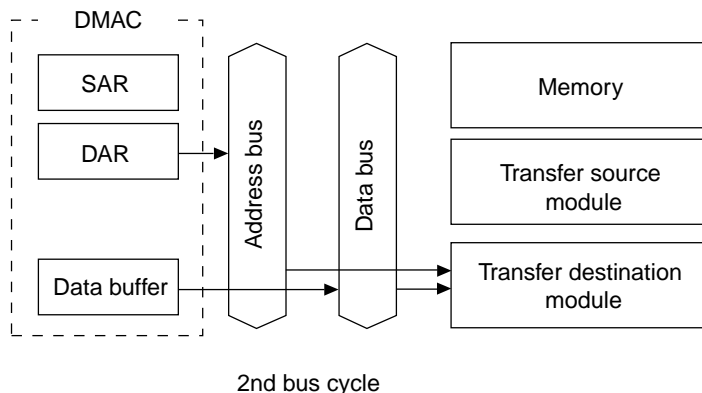 DMAC
SAR
DAR
Data buffer
Address bus
Data bus
Memory
Transfer source
module
Transfer destination
module
2nd bus cycle